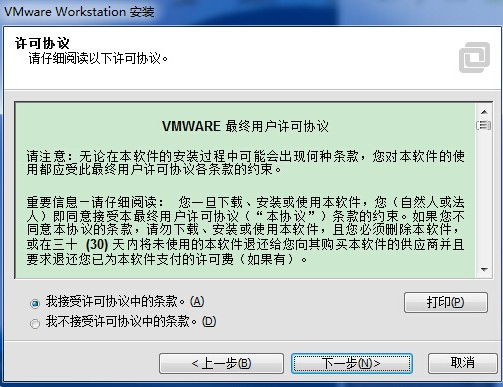 VMware Workstation 安装
许可协议
请仔细阅读以下许可协议。
VMWARE 最终用户许可协议
请注意：无论在本软件的安装过程中可能会出现何种条款，您对本软件的使
用都应受此最终用户许可协议各条款的约束。
重要信息—请仔细阅读： 您一旦下载、安装或使用本软件，您（自然人或法
人）即同意接受本最终用户许可协议（“本协议”）条款的约束。如果您不
同意本协议的条款，请勿下载、安装或使用本软件，且您必须删除本软件，
或在三十 (30) 天内将未使用的本软件退还给您向其购买本软件的供应商并且
要求退还您已为本软件支付的许可费（如果有）。
我接受许可协议中的条款。(A)
打印(P)
我不接受许可协议中的条款。(D)
< 上一步(B)
下一步(N)>
取消